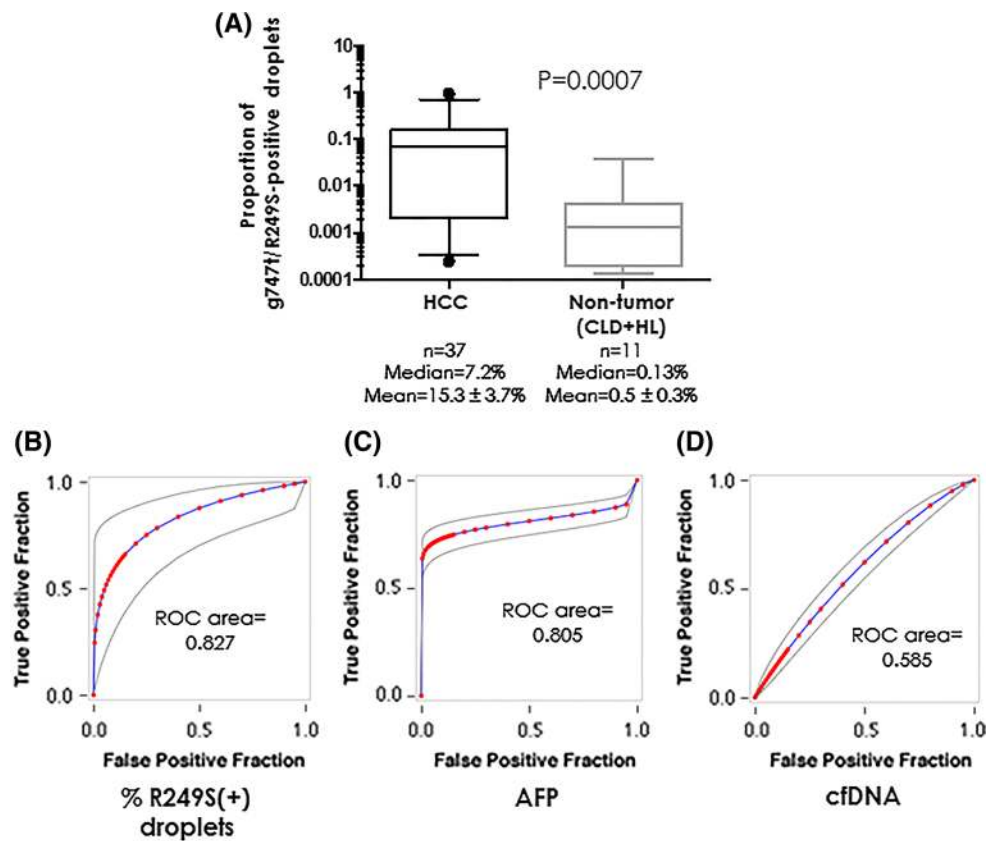 (A)
Proportion of
g747t/R249S-positive droplets
10
1
0.1
0.01
0.001
0.0001
P=0.0007
HCC
Non-tumor
(CLD+HL)
n=37
Median=7.2%
Mean=15.3 ± 3.7%
n=11
Median=0.13%
Mean=0.5 ± 0.3%
(B)
True Positive Fraction
1.0
0.5
0.0
ROC area=
0.827
0.0 0.5 1.0
False Positive Fraction
% R249S(+)
droplets
(C)
True Positive Fraction
1.0
0.5
0.0
ROC area=
0.805
0.0 0.5 1.0
False Positive Fraction
AFP
(D)
True Positive Fraction
1.0
0.5
0.0
ROC area=
0.585
0.0 0.5 1.0
False Positive Fraction
cfDNA